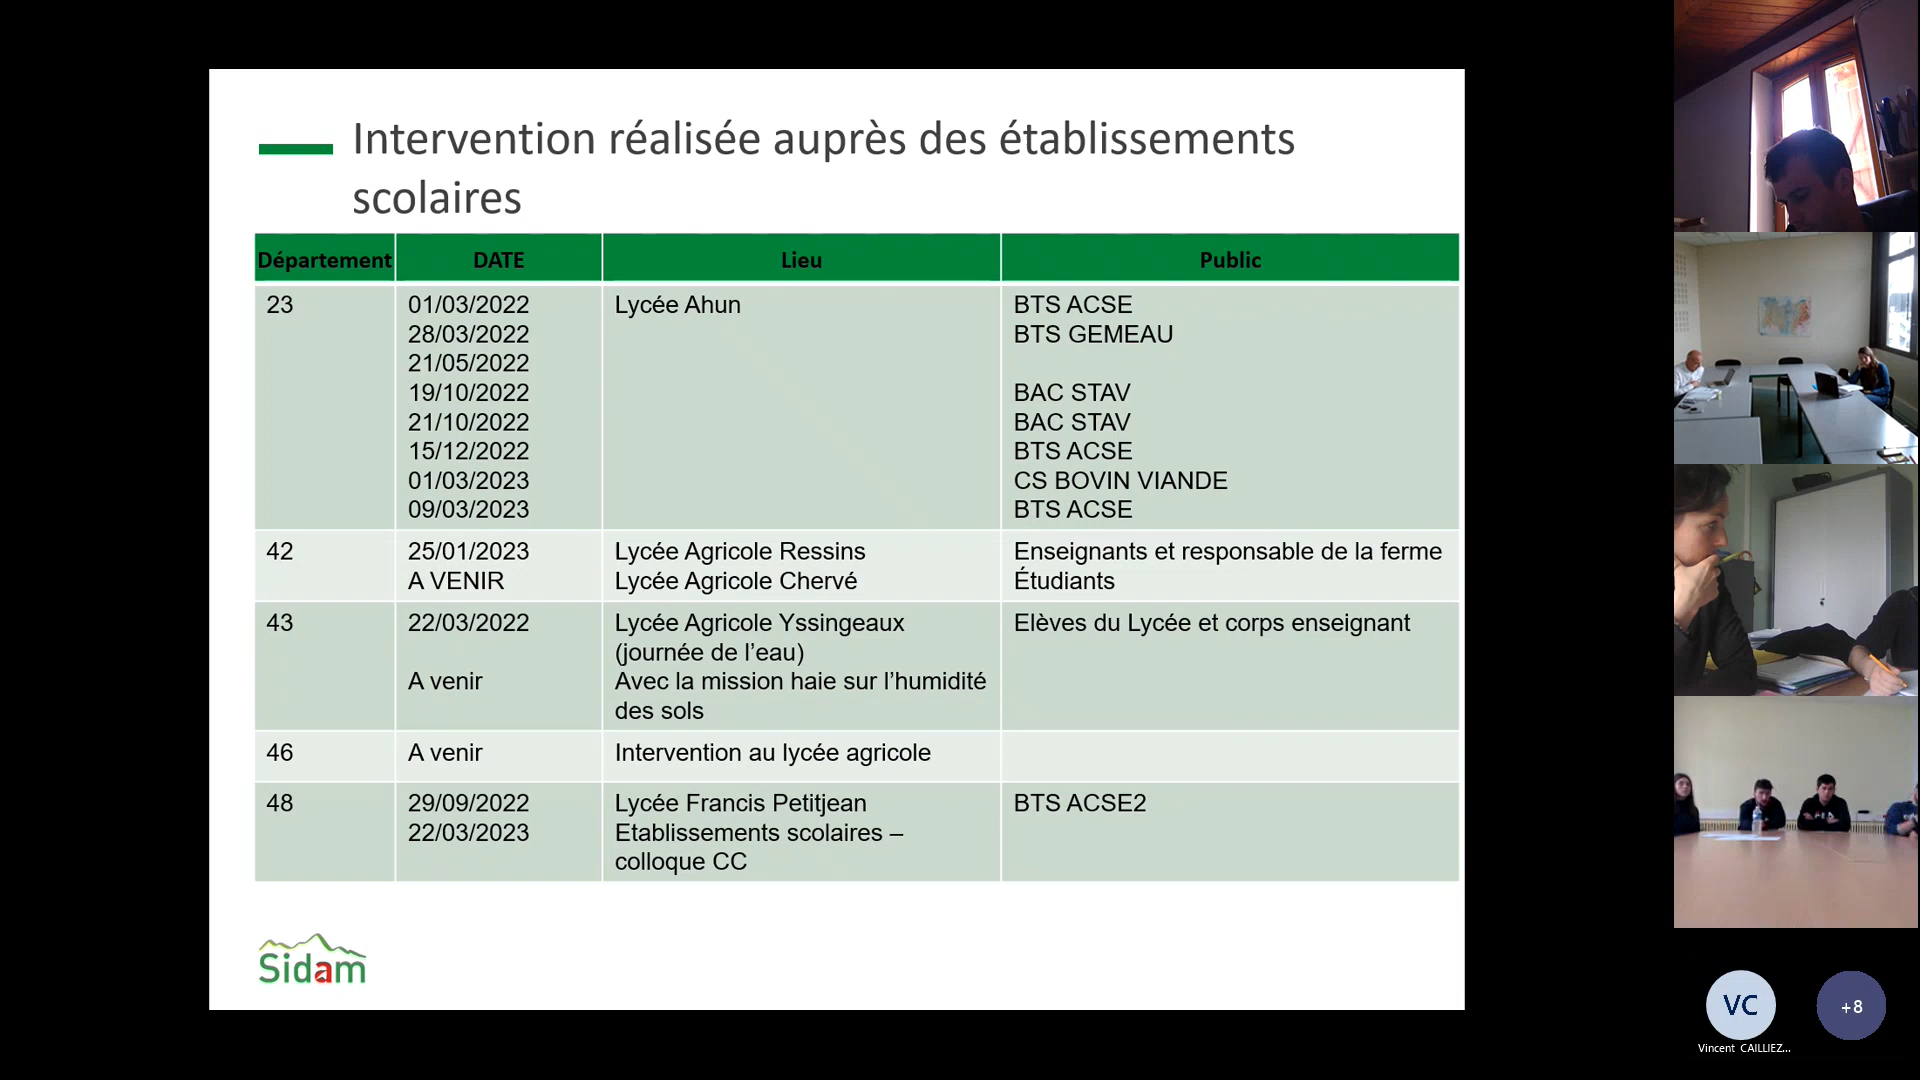 Intervention réalisée auprès des établissements
scolaires
Département DATE Lieu Public
23 01/03/2022 Lycée Ahun BTS ACSE
28/03/2022 BTS GEMEAU
21/05/2022
19/10/2022 BAC STAV
21/10/2022 BAC STAV
15/12/2022 BTS ACSE
01/03/2023 CS BOVIN VIANDE
09/03/2023 BTS ACSE
42 25/01/2023 Lycée Agricole Ressins Enseignants et responsable de la ferme
A VENIR Lycée Agricole Chervé Étudiants
43 22/03/2022 Lycée Agricole Yssingeaux Elèves du Lycée et corps enseignant
(journée de l’eau)
A venir Avec la mission haie sur l’humidité
des sols
46 A venir Intervention au lycée agricole
48 29/09/2022 Lycée Francis Petitjean BTS ACSE2
22/03/2023 Etablissements scolaires –
colloque CC
Sidam
VC
+8
Vincent CAILLIEZ...